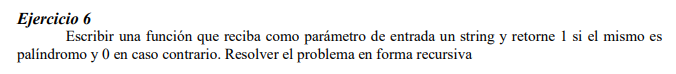 Ejercicio 6
Escribir una función que reciba como parámetro de entrada un string y retorne 1 si el mismo es
palíndromo y 0 en caso contrario. Resolver el problema en forma recursiva